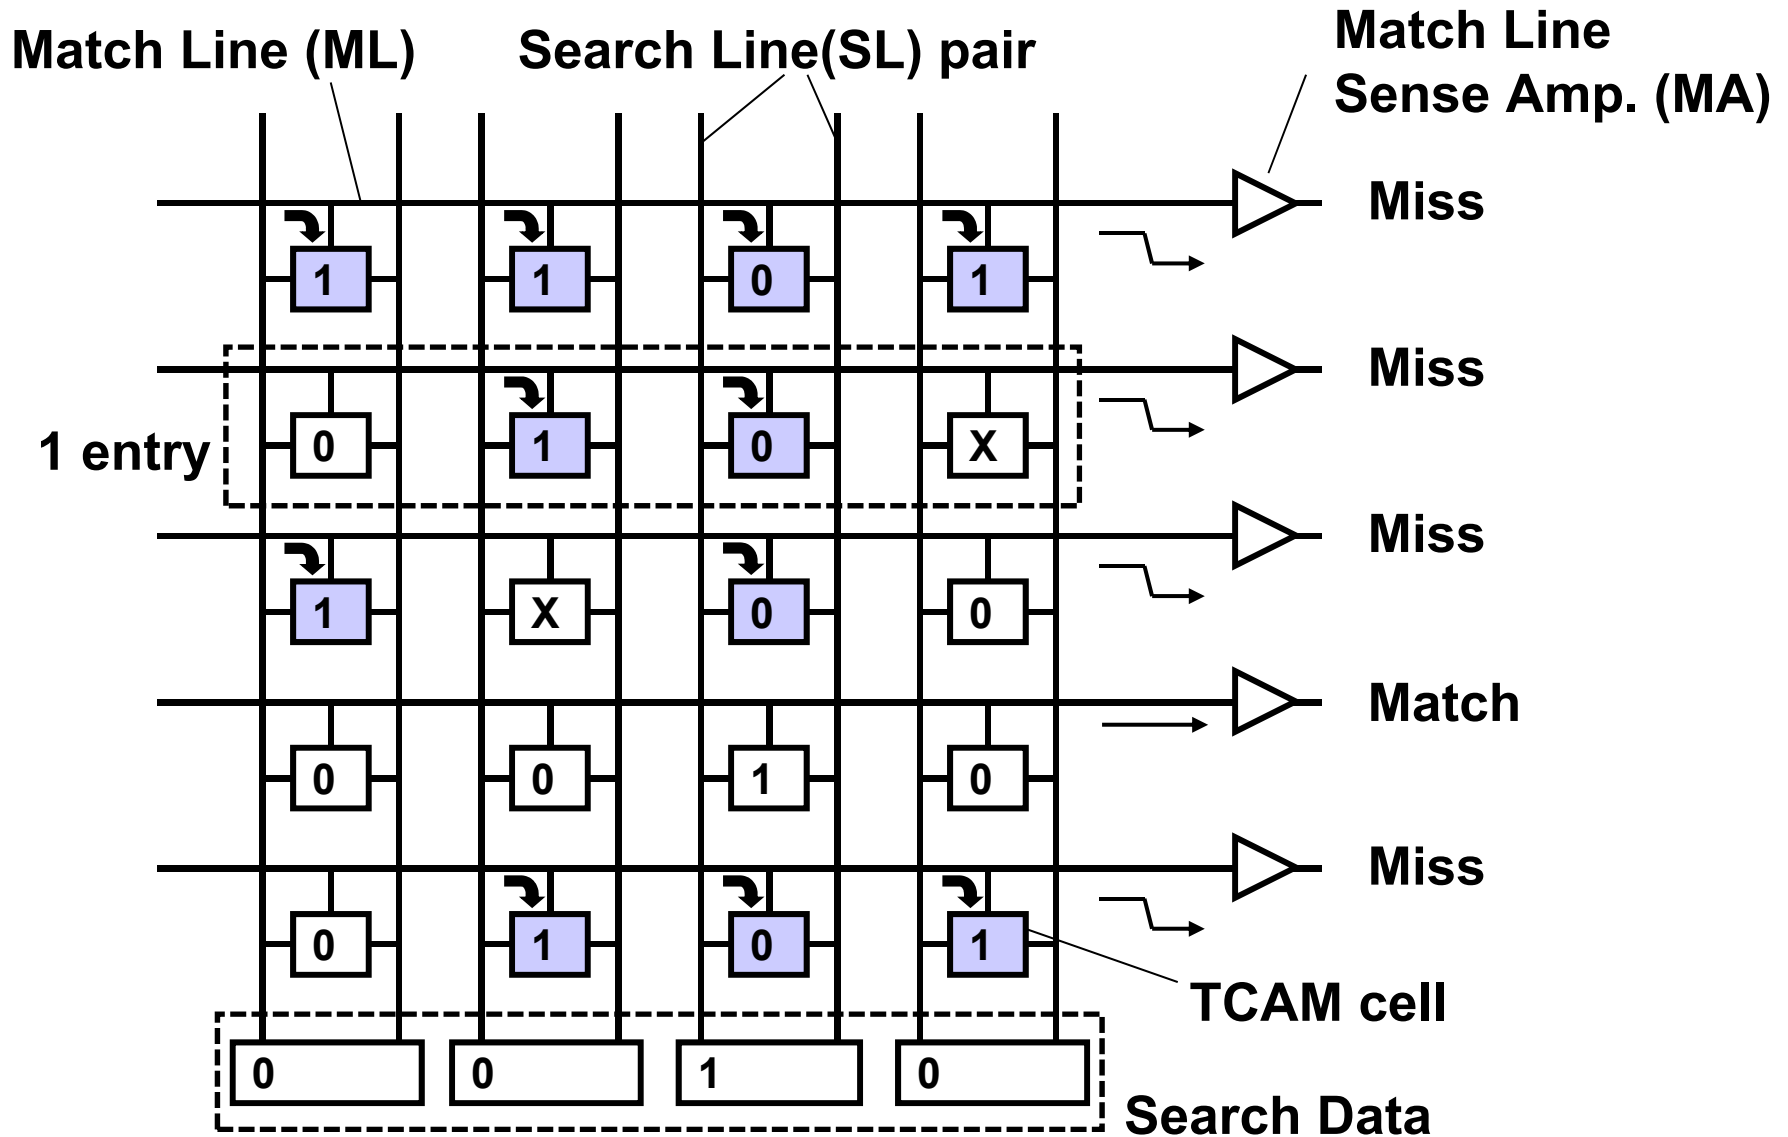 Match Line (ML)
Search Line(SL) pair
Match Line
Sense Amp. (MA)
1 1 0 1 Miss
0 1 0 X Miss
1 entry
1 X 0 0 Miss
0 0 1 0 Match
0 1 0 1 Miss
TCAM cell
0 0 1 0
Search Data